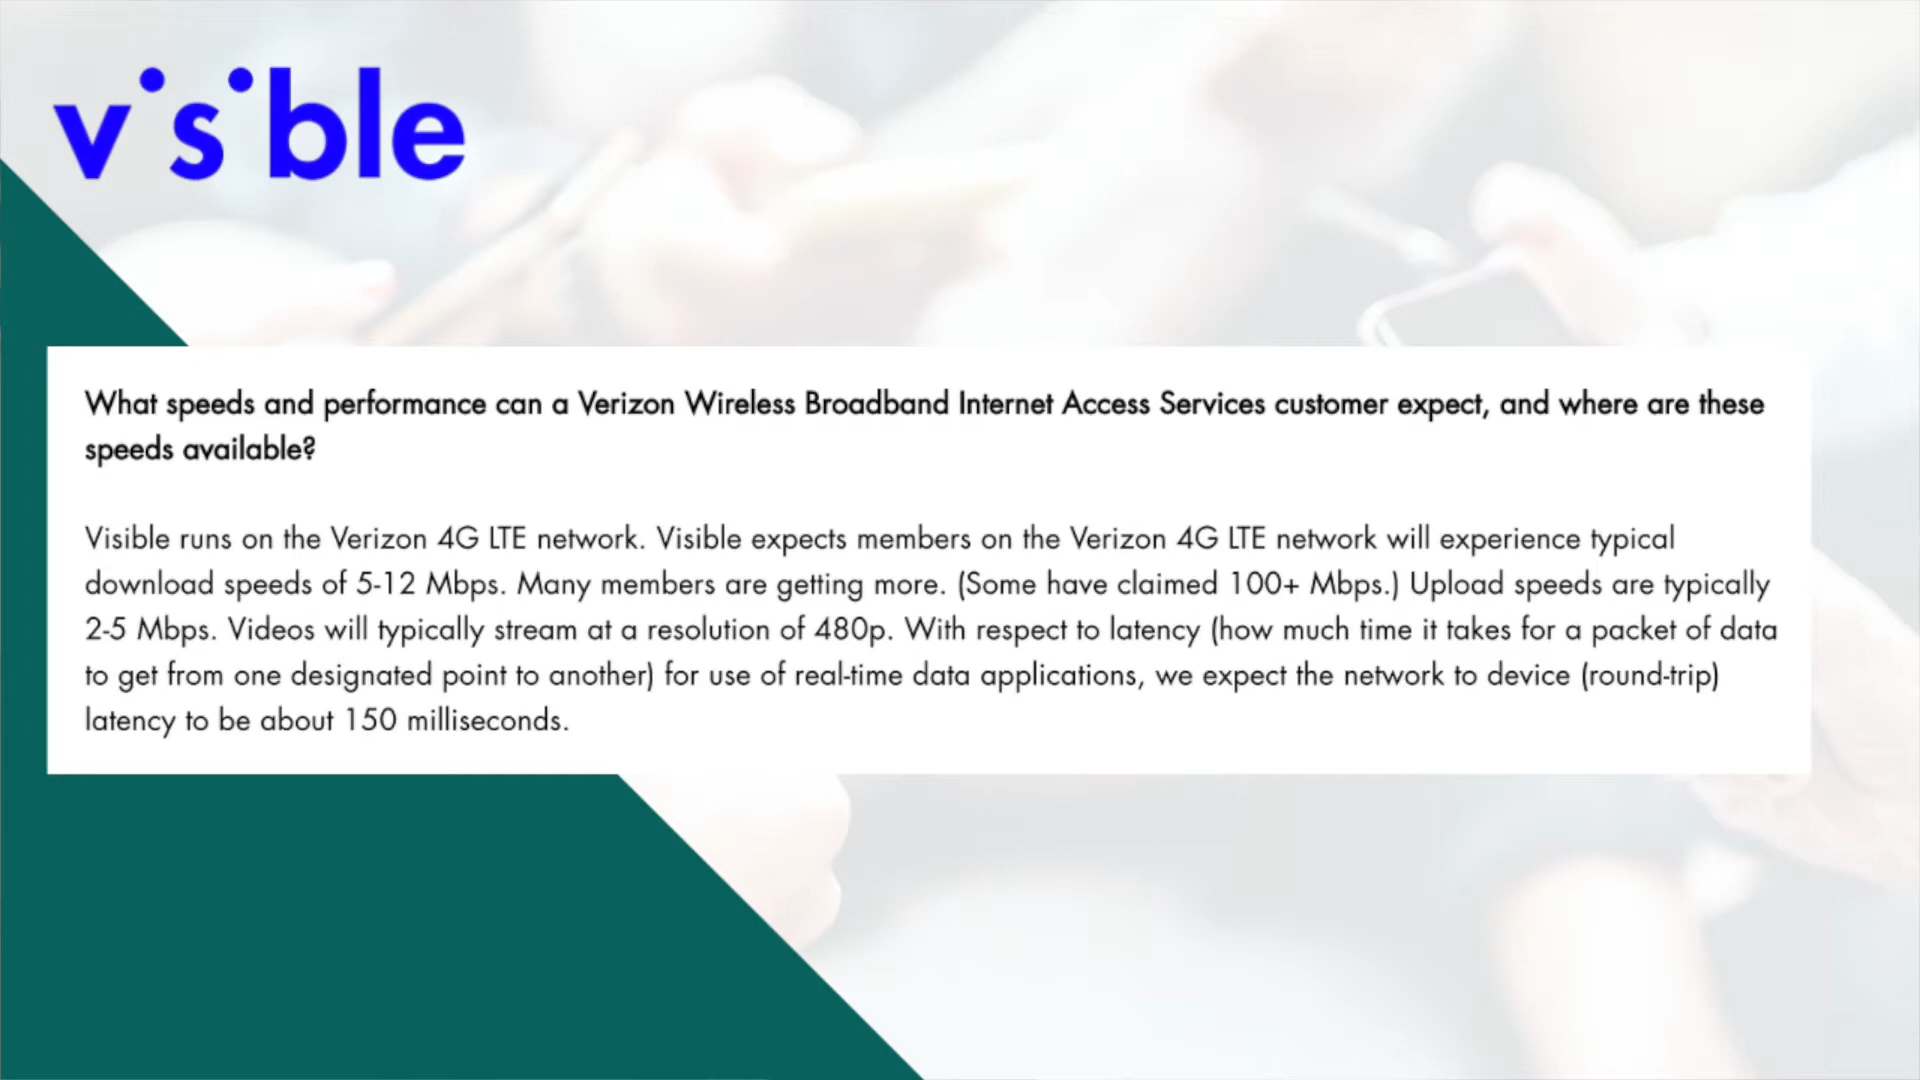 visible
What speeds and performance can a Verizon Wireless Broadband Internet Access Services customer expect, and where are these
speeds available?
Visible runs on the Verizon 4G LTE network. Visible expects members on the Verizon 4G LTE network will experience typical
download speeds of 5-12 Mbps. Many members are getting more. (Some have claimed 100+ Mbps.) Upload speeds are typically
2-5 Mbps. Videos will typically stream at a resolution of 480p. With respect to latency (how much time it takes for a packet of data
to get from one designated point to another) for use of real-time data applications, we expect the network to device (round-trip)
latency to be about 150 milliseconds.